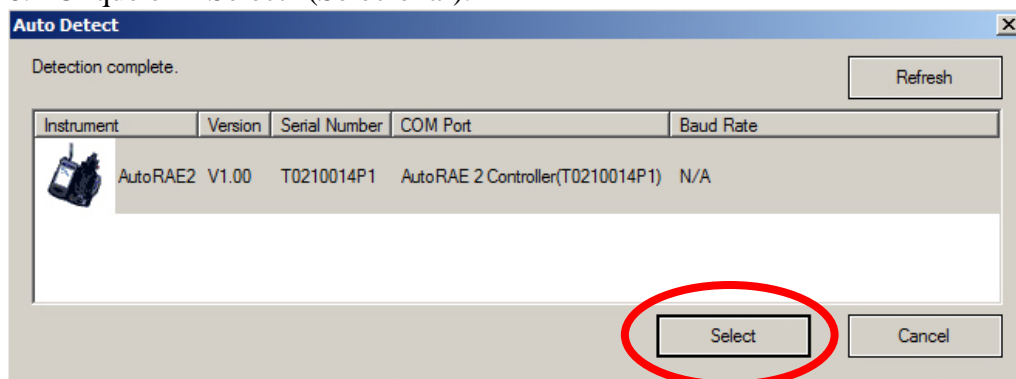 Auto Detect
Detection complete.
Refresh
Instrument Version Serial Number COM Port Baud Rate
AutoRAE2 V1.00 T0210014P1 AutoRAE 2 Controller(T0210014P1) N/A
Select Cancel